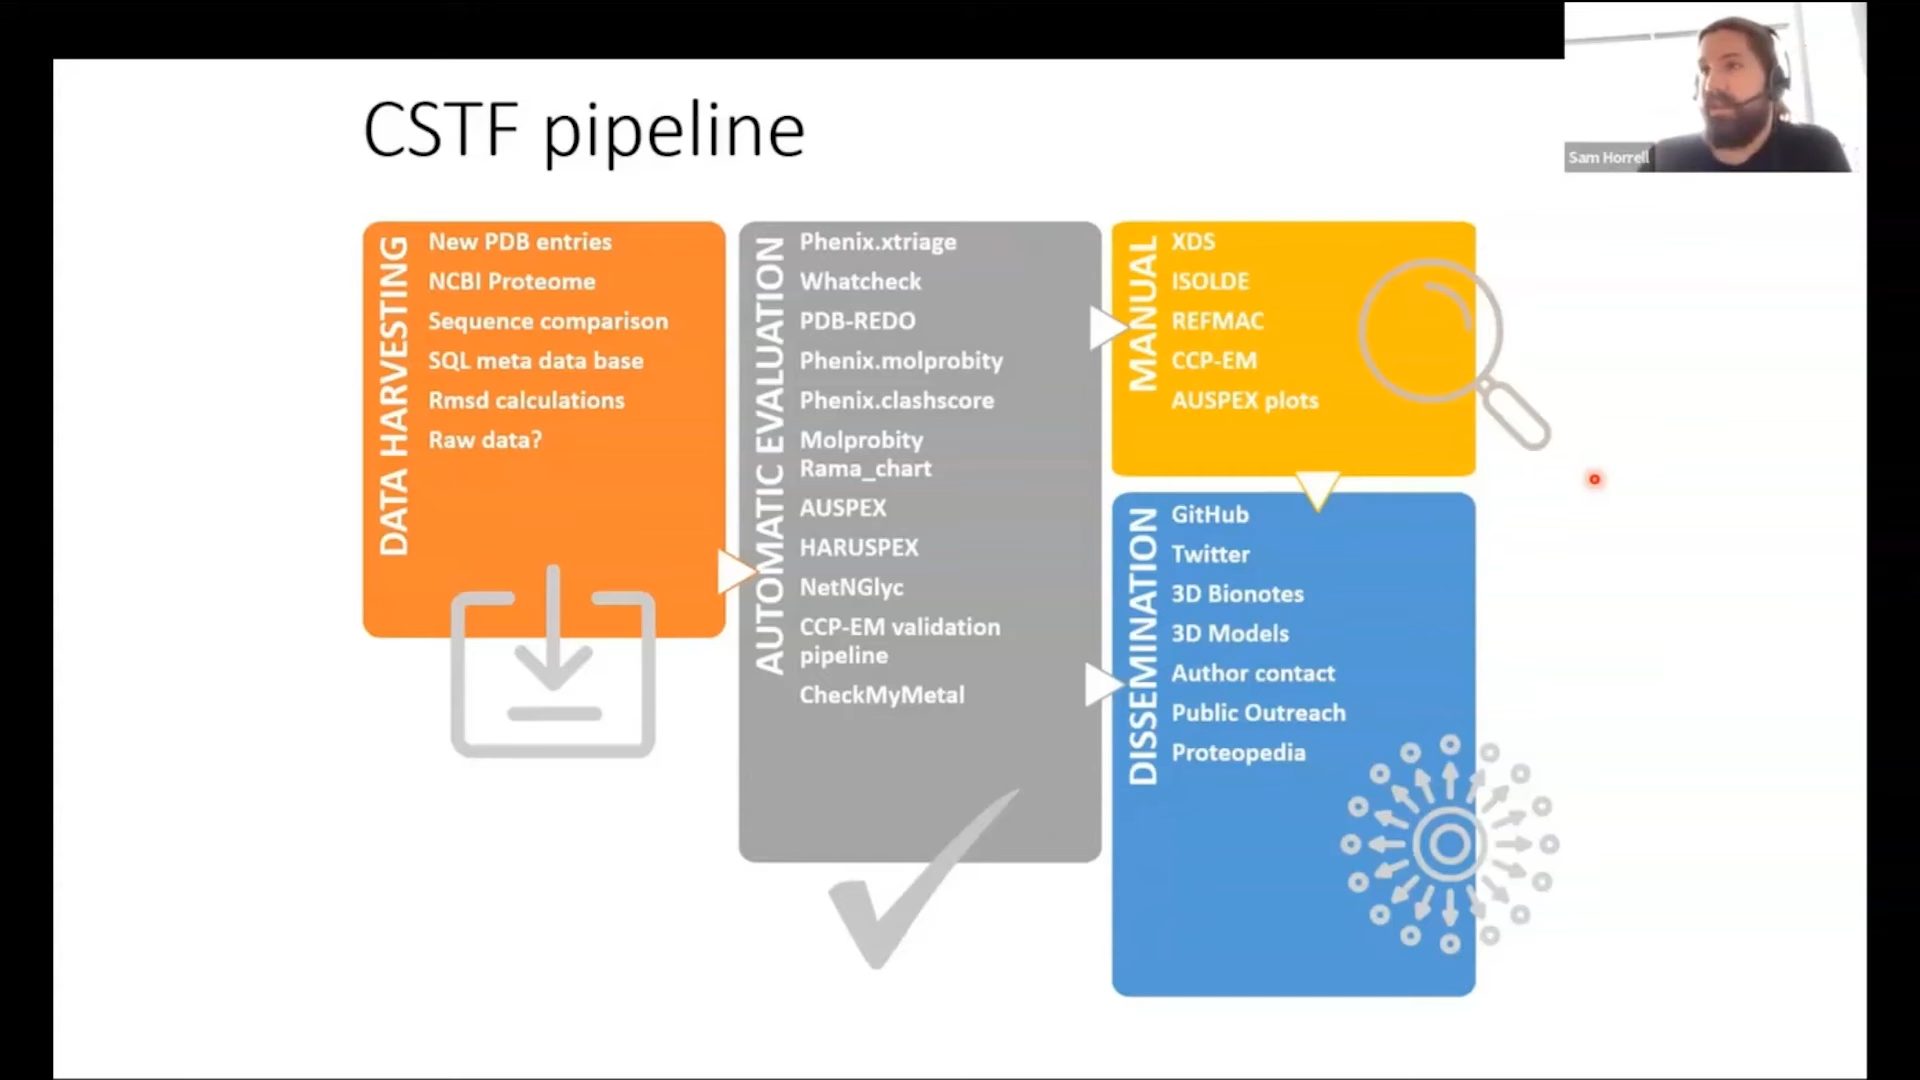 CSTF pipeline
Sam Horrell
DATA HARVESTING
New PDB entries
NCBI Proteome
Sequence comparison
SQL meta data base
Rmsd calculations
Raw data?
AUTOMATIC EVALUATION
Phenix.xtriage
Whatcheck
PDB-REDO
Phenix.molprobity
Phenix.clashscore
Molprobity
Rama_chart
AUSPEX
HARUSPEX
NetNGlyc
CCP-EM validation
pipeline
CheckMyMetal
MANUAL
XDS
ISOLDE
REFMAC
CCP-EM
AUSPEX plots
DISSEMINATION
GitHub
Twitter
3D Bionotes
3D Models
Author contact
Public Outreach
Proteopedia